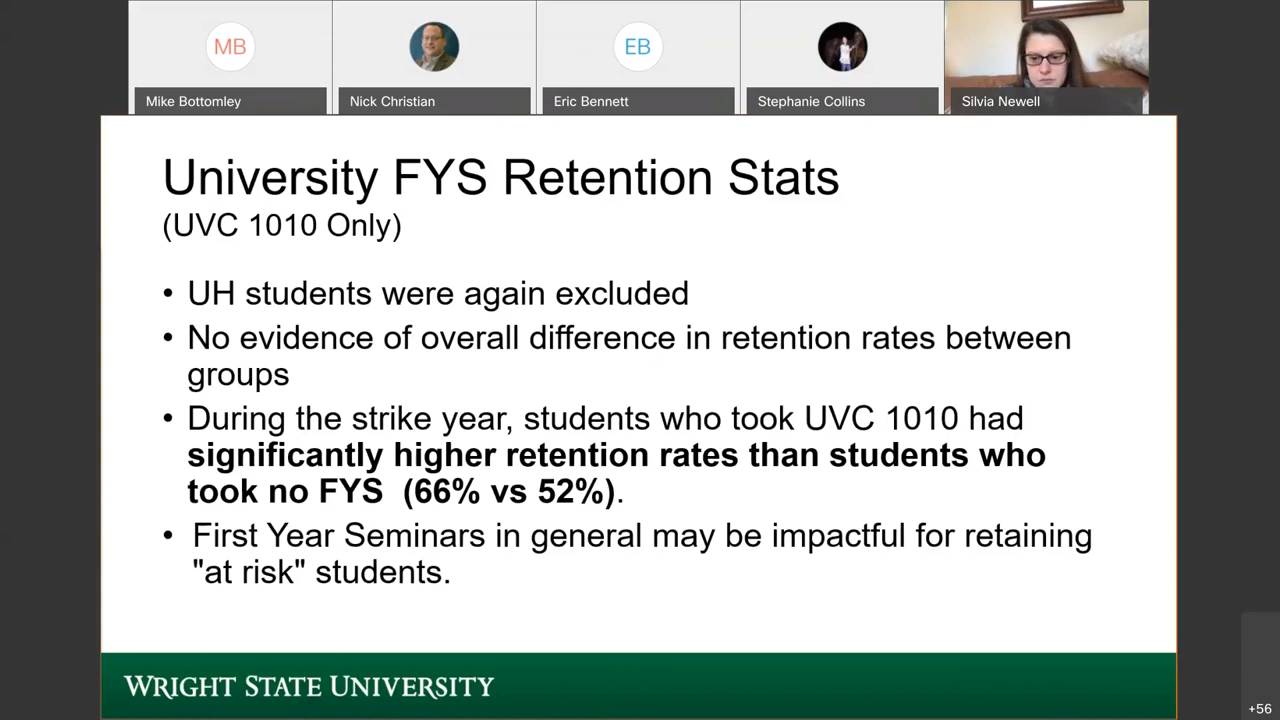 MB
EB
Mike Bottomley
Nick Christian
Eric Bennett
Stephanie Collins
Silvia Newell
University FYS Retention Stats
(UVC 1010 Only)
• UH students were again excluded
• No evidence of overall difference in retention rates between
groups
• During the strike year, students who took UVC 1010 had
significantly higher retention rates than students who
took no FYS (66% vs 52%).
• First Year Seminars in general may be impactful for retaining
"at risk" students.
WRIGHT STATE UNIVERSITY
+56